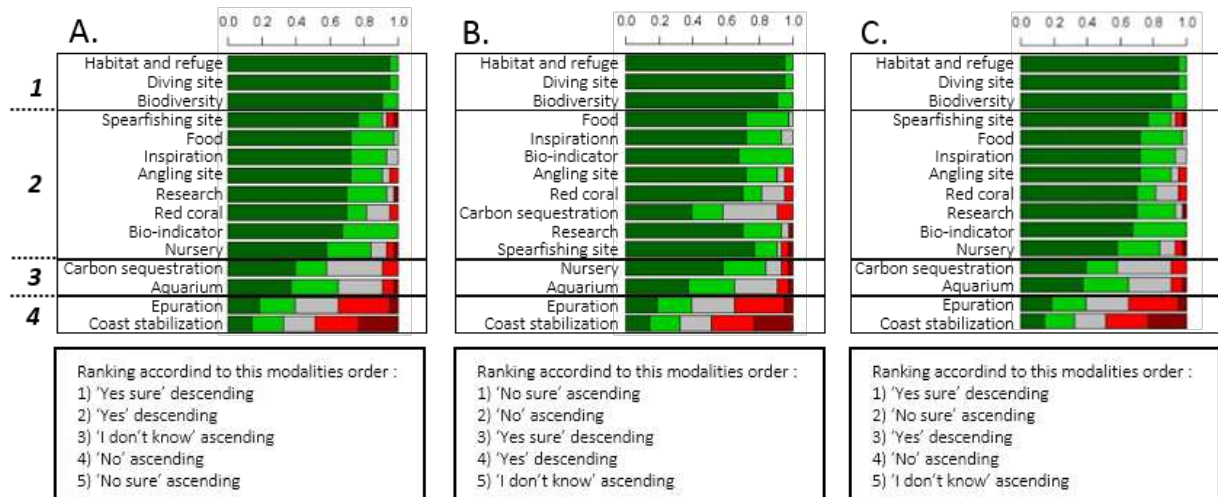 A.
0.0 0.2 0.4 0.6 0.8 1.0
1
Habitat and refuge
Diving site
Biodiversity
2
Spearfishing site
Food
Inspiration
Angling site
Research
Red coral
Bio-indicator
Nursery
3
Carbon sequestration
Aquarium
4
Epuration
Coast stabilization
Ranking accordind to this modalities order :
1) ‘Yes sure’ descending
2) ‘Yes’ descending
3) ‘I don’t know’ ascending
4) ‘No’ ascending
5) ‘No sure’ ascending
B.
0.0 0.2 0.4 0.6 0.8 1.0
Habitat and refuge
Diving site
Biodiversity
Food
Inspirationn
Bio-indicator
Angling site
Red coral
Carbon sequestration
Research
Spearfishing site
Nursery
Aquarium
Epuration
Coast stabilization
Ranking accordind to this modalities order :
1) ‘No sure’ ascending
2) ‘No’ ascending
3) ‘Yes sure’ descending
4) ‘Yes’ descending
5) ‘I don’t know’ ascending
C.
0.0 0.2 0.4 0.6 0.8 1.0
Habitat and refuge
Diving site
Biodiversity
Spearfishing site
Food
Inspiration
Angling site
Red coral
Research
Bio-indicator
Nursery
Carbon sequestration
Aquarium
Epuration
Coast stabilization
Ranking accordind to this modalities order :
1) ‘Yes sure’ descending
2) ‘No sure’ ascending
3) ‘Yes’ descending
4) ‘No’ ascending
5) ‘I don’t know’ ascending